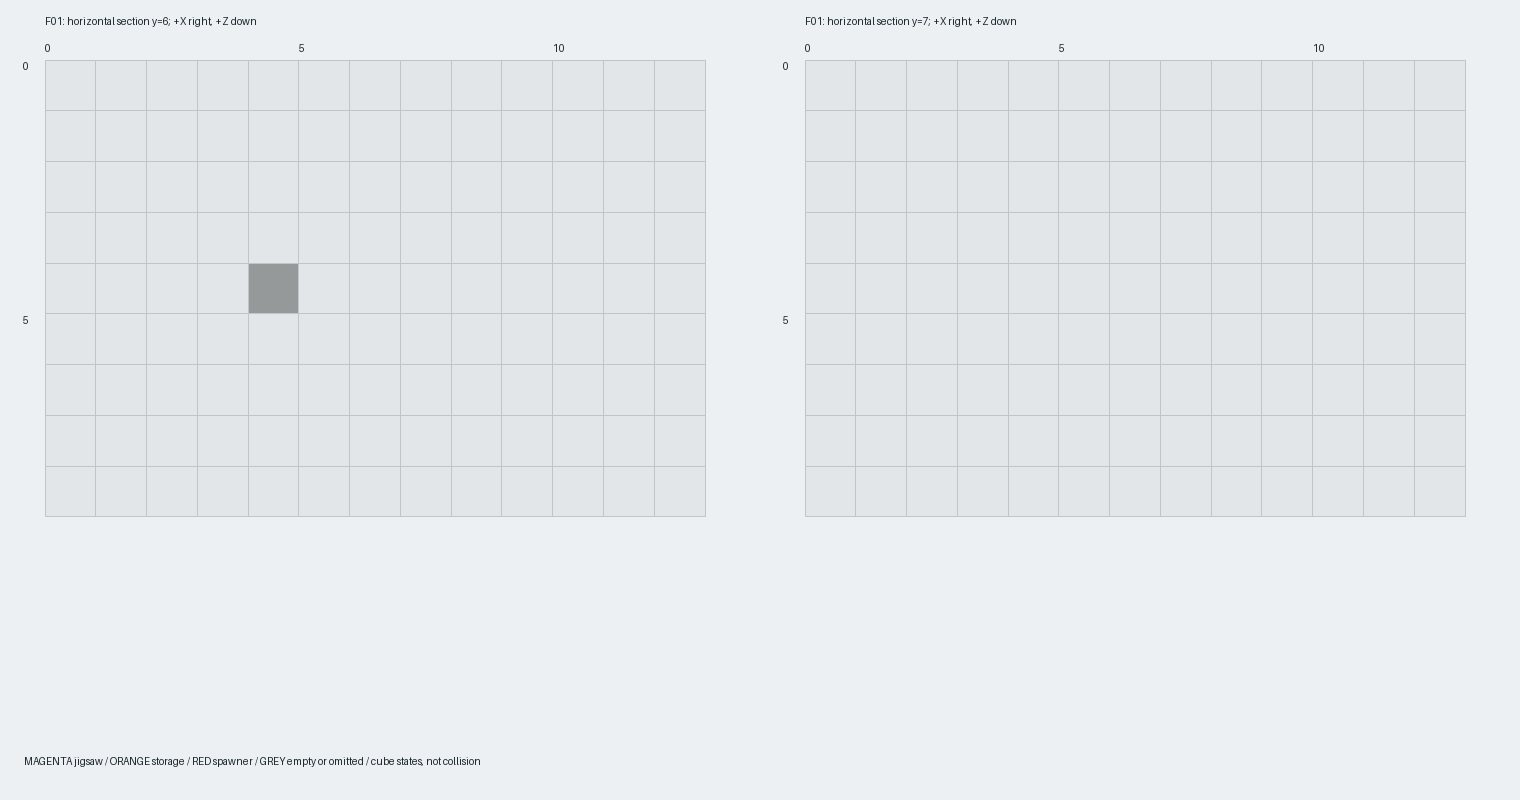 F01: horizontal section y=6; +X right, +Z down
F01: horizontal section y=7; +X right, +Z down
0 5 10
0 5 10
0
0
5
5
MAGENTA jigsaw / ORANGE storage / RED spawner / GREY empty or omitted / cube states, not collision